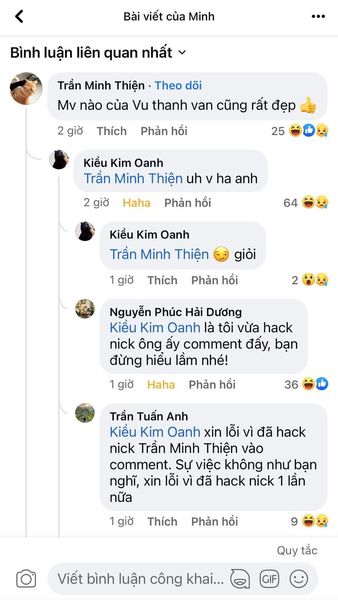 Bài viết của Minh
Bình luận liên quan nhất
Trần Minh Thiện · Theo dõi
Mv nào của Vu thanh van cũng rất đẹp 👍
2 giờ Thích Phản hồi 25
Kiều Kim Oanh
Trần Minh Thiện uh v ha anh
2 giờ Haha Phản hồi 64
Kiều Kim Oanh
Trần Minh Thiện 😏 giỏi
1 giờ Thích Phản hồi 2
Nguyễn Phúc Hải Dương
Kiều Kim Oanh là tôi vừa hack
nick ông ấy comment đấy, bạn
đừng hiểu lầm nhé!
1 giờ Haha Phản hồi 36
Trần Tuấn Anh
Kiều Kim Oanh xin lỗi vì đã hack
nick Trần Minh Thiện vào
comment. Sự việc không như bạn
nghĩ, xin lỗi vì đã hack nick 1 lần
nữa
1 giờ Thích Phản hồi 9
Quy tắc
Viết bình luận công khai...
GIF